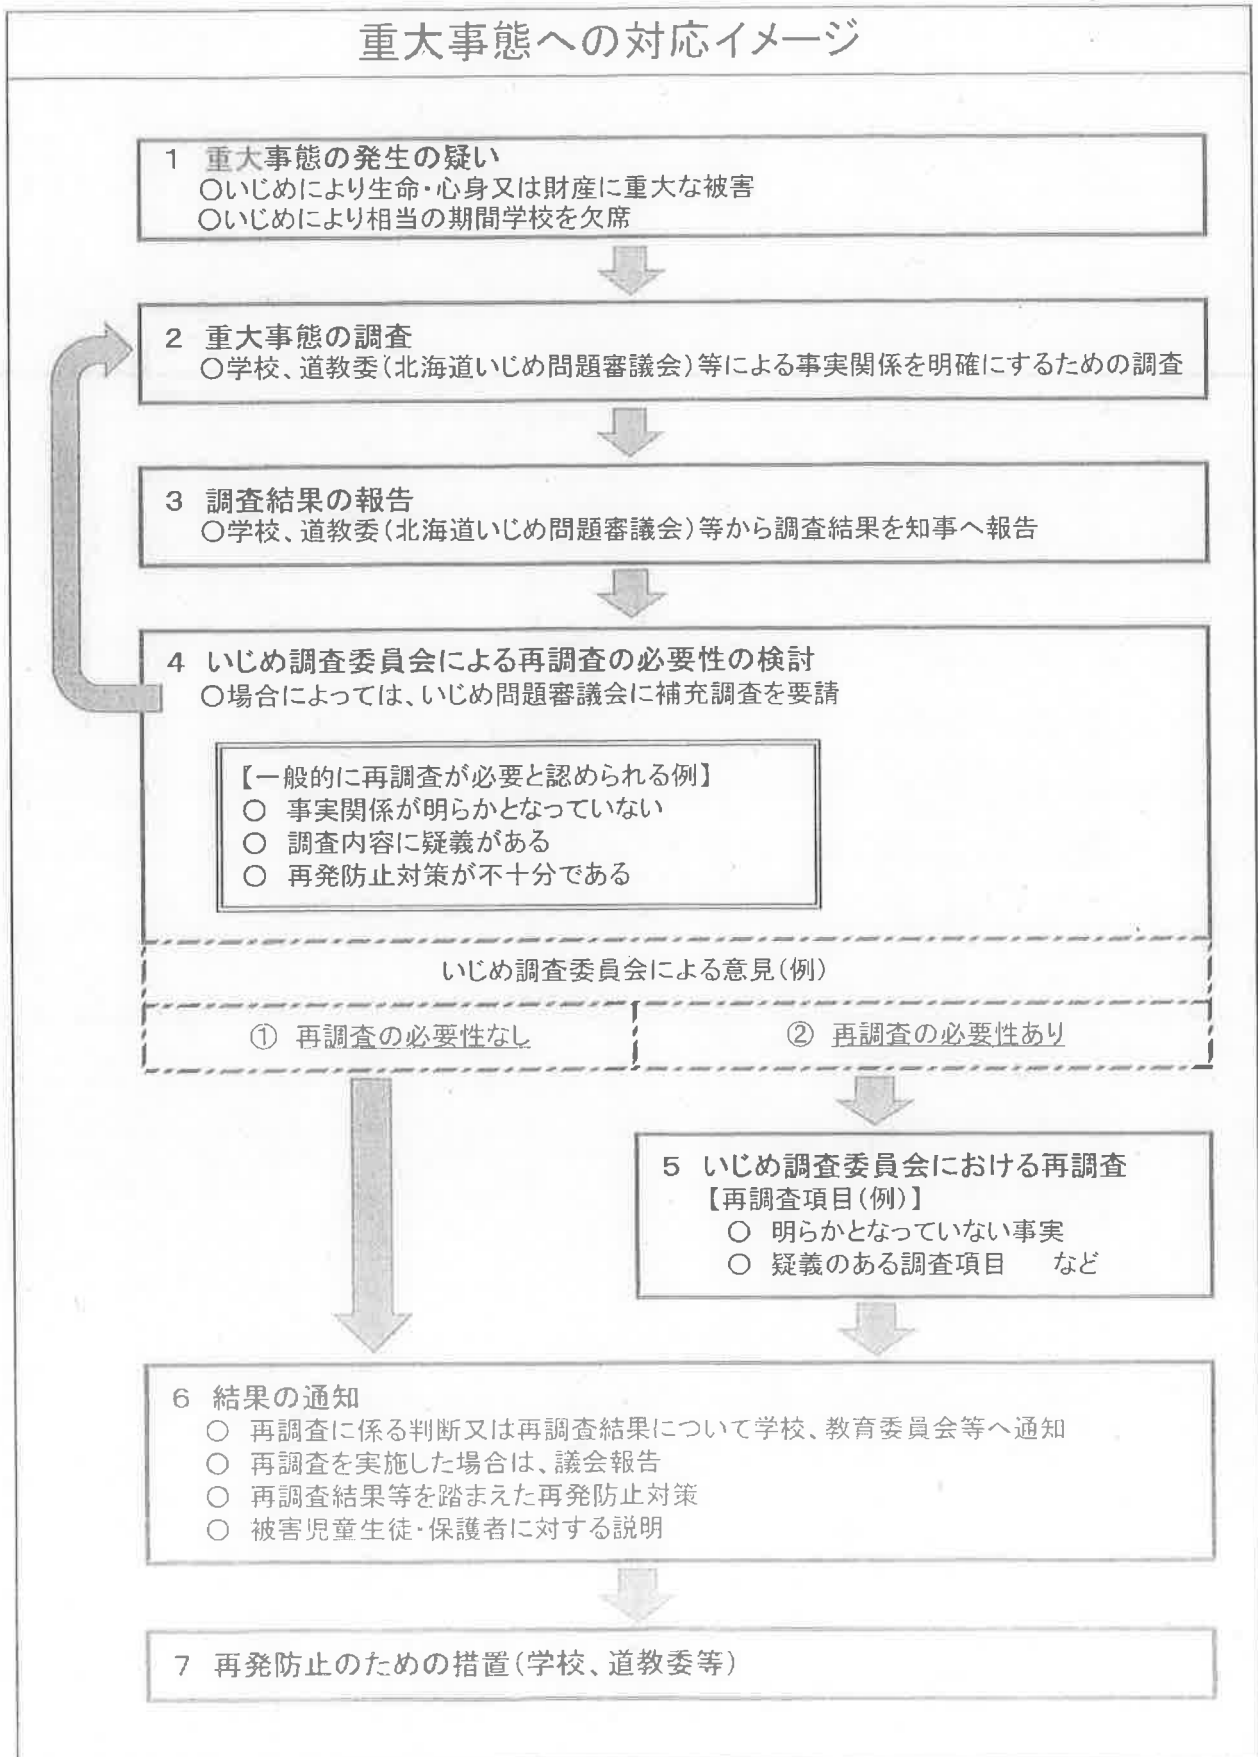 重大事態への対応イメージ
1 重大事態の発生の疑い
○いじめにより生命・心身又は財産に重大な被害
○いじめにより相当の期間学校を欠席
2 重大事態の調査
○学校、道教委(北海道いじめ問題審議会)等による事実関係を明確にするための調査
3 調査結果の報告
○学校、道教委(北海道いじめ問題審議会)等から調査結果を知事へ報告
4 いじめ調査委員会による再調査の必要性の検討
○場合によっては、いじめ問題審議会に補充調査を要請
【一般的に再調査が必要と認められる例】
○ 事実関係が明らかとなっていない
○ 調査内容に疑義がある
○ 再発防止対策が不十分である
いじめ調査委員会による意見(例)
① 再調査の必要性なし
② 再調査の必要性あり
5 いじめ調査委員会における再調査
【再調査項目(例)】
○ 明らかとなっていない事実
○ 疑義のある調査項目 など
6 結果の通知
○ 再調査に係る判断又は再調査結果について学校、教育委員会等へ通知
○ 再調査を実施した場合は、議会報告
○ 再調査結果等を踏まえた再発防止対策
○ 被害児童生徒・保護者に対する説明
7 再発防止のための措置(学校、道教委等)